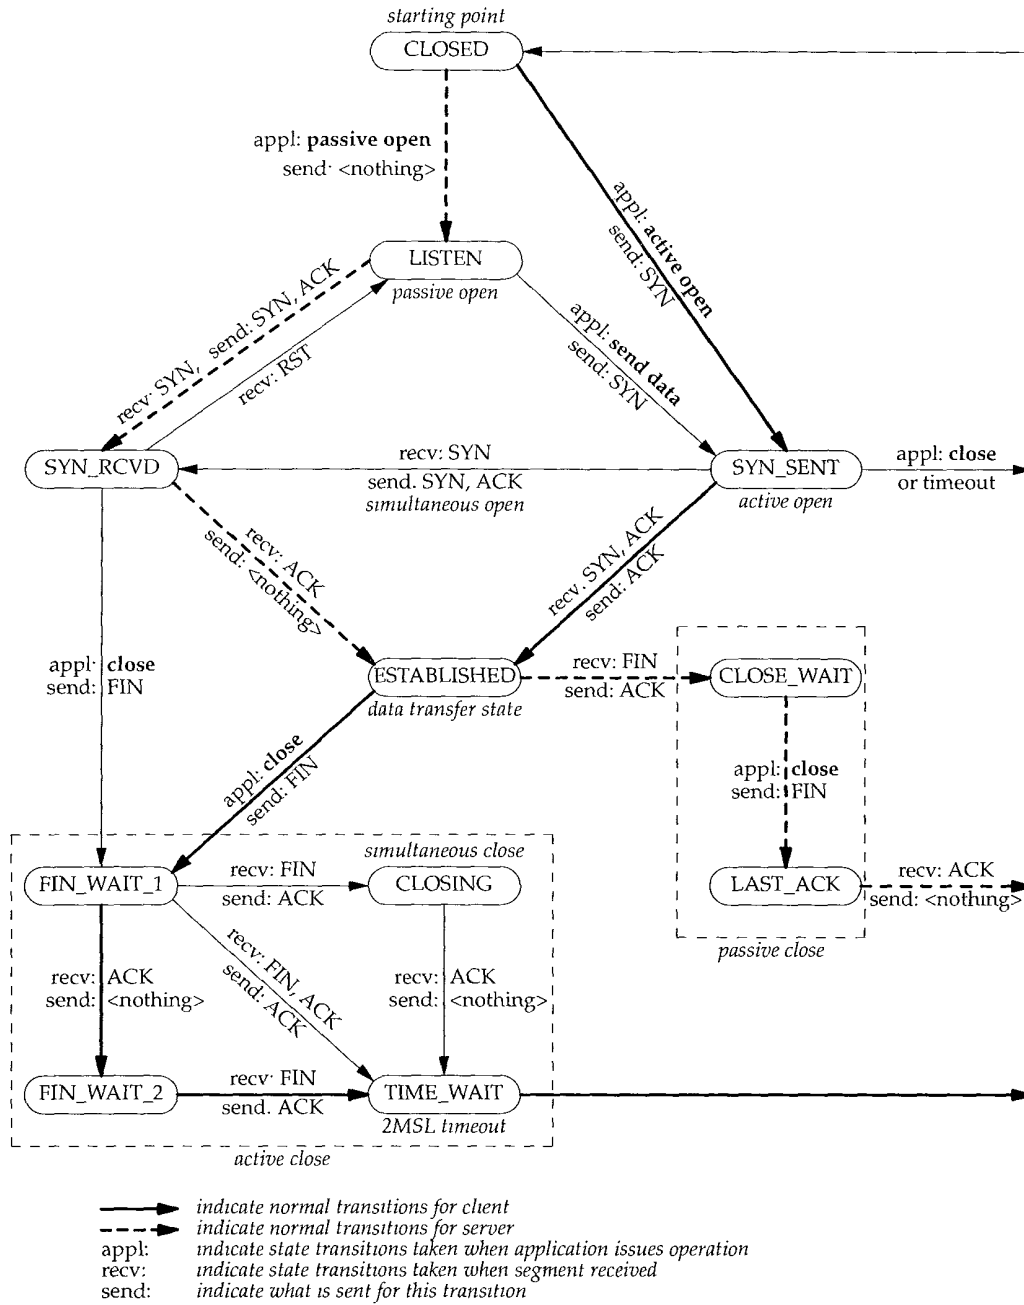 starting point
CLOSED
appl: passive open
send: <nothing>
appl: active open
send: SYN
LISTEN
passive open
recv: SYN, send: SYN, ACK
recv: RST
appl: send data
send: SYN
SYN_RCVD
recv: SYN
send. SYN, ACK
simultaneous open
SYN_SENT
active open
appl: close
or timeout
recv: ACK
send: <nothing>
recv. SYN, ACK
send: ACK
appl: close
send: FIN
ESTABLISHED
data transfer state
recv: FIN
send: ACK
CLOSE_WAIT
appl: close
send: FIN
appl: close
send: FIN
simultaneous close
FIN_WAIT_1
recv: FIN
send: ACK
CLOSING
LAST_ACK
recv: ACK
send: <nothing>
passive close
recv: ACK
send: <nothing>
recv: FIN, ACK
send: ACK
recv: ACK
send: <nothing>
FIN_WAIT_2
recv: FIN
send. ACK
TIME_WAIT
2MSL timeout
active close
indicate normal transitions for client
indicate normal transitions for server
appl: indicate state transitions taken when application issues operation
recv: indicate state transitions taken when segment received
send: indicate what is sent for this transition